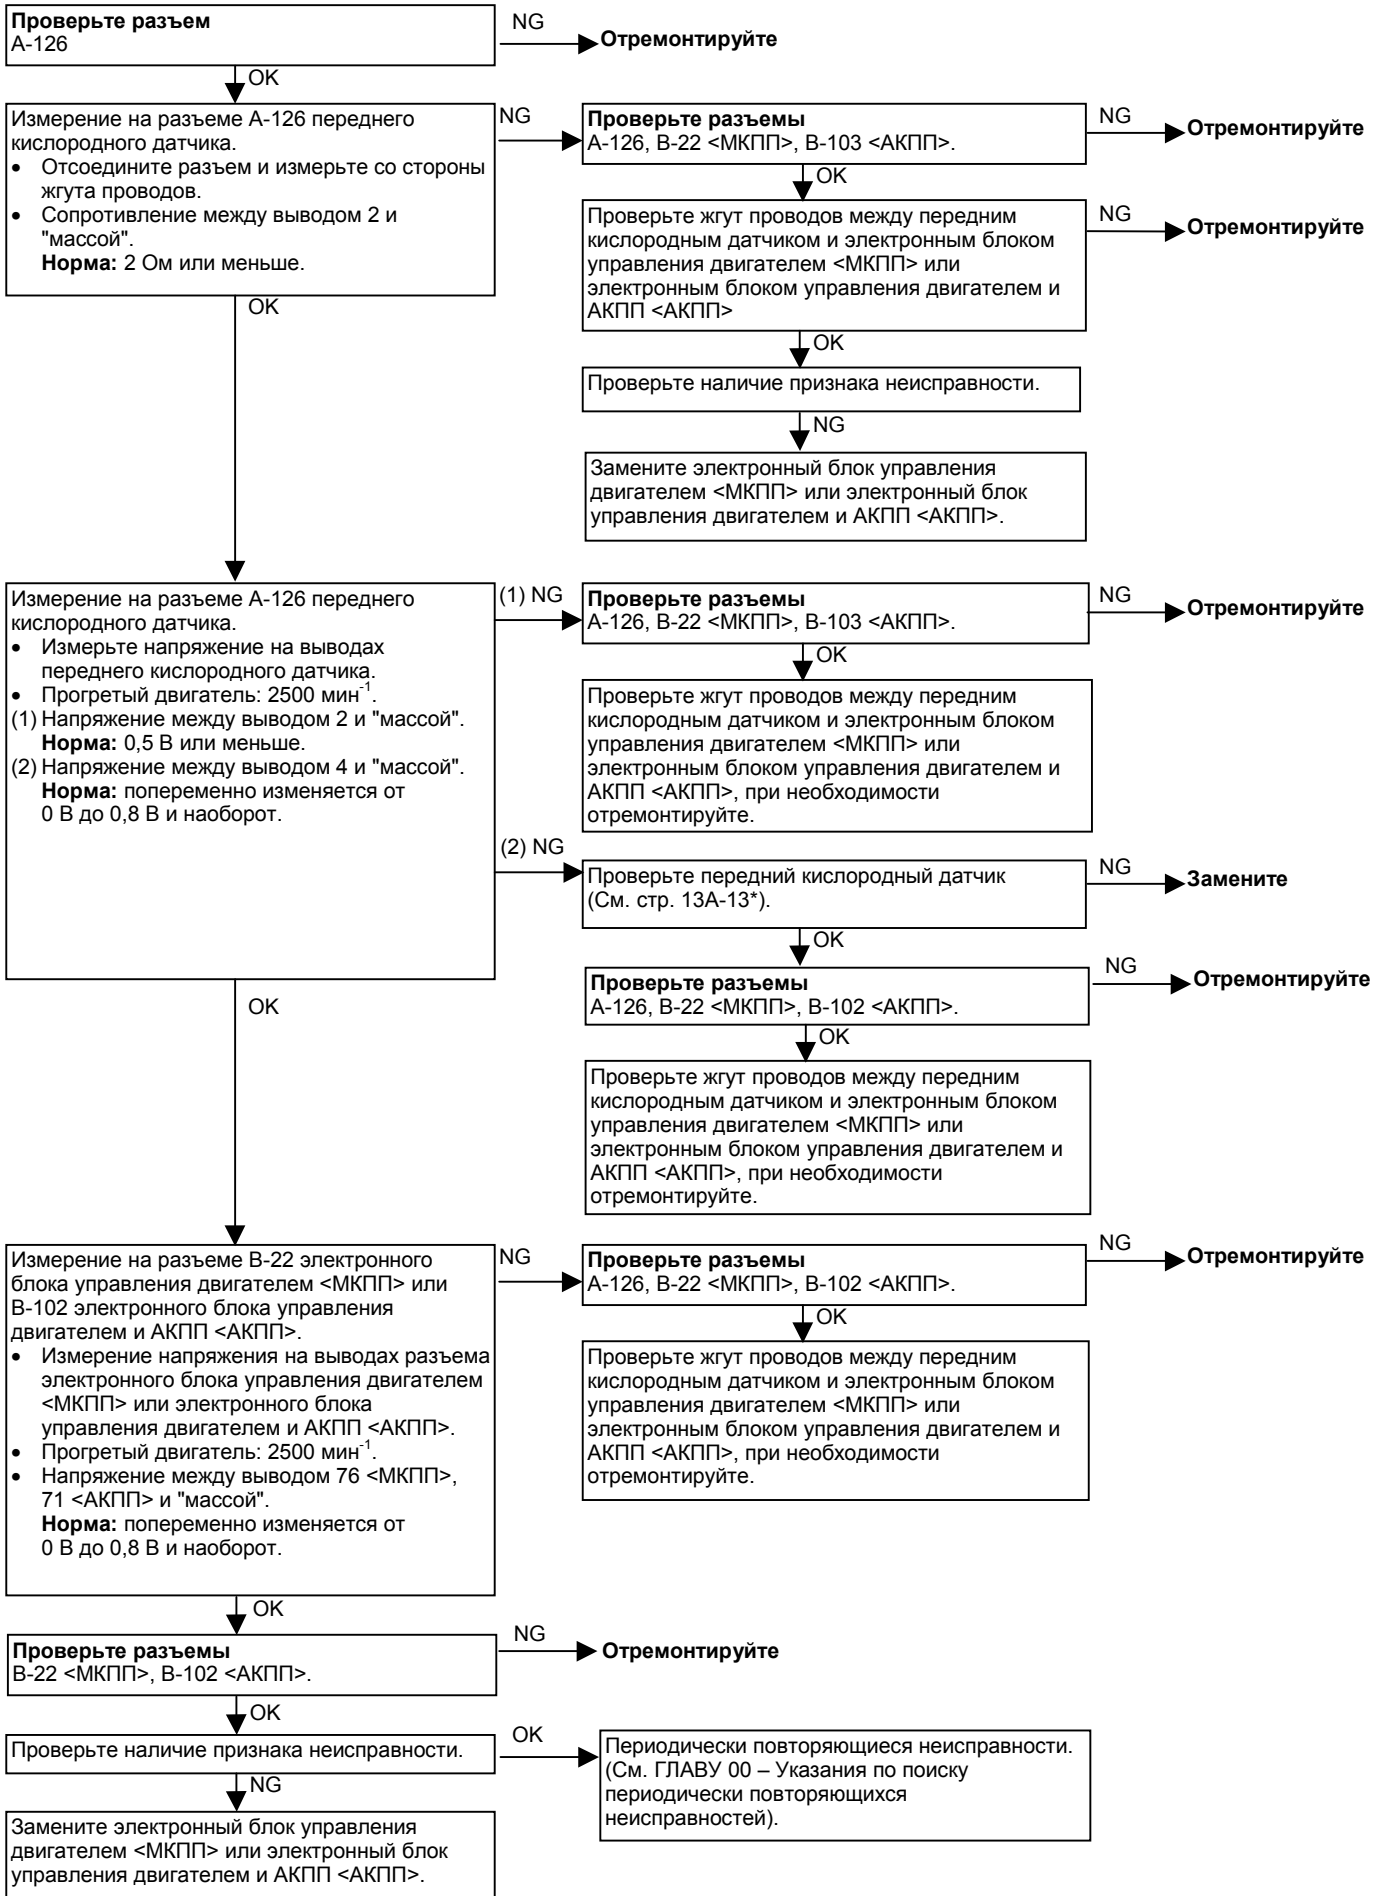 Проверьте разъем
A-126
NG
Отремонтируйте
OK
Измерение на разъеме A-126 переднего
кислородного датчика.
• Отсоедините разъем и измерьте со стороны
жгута проводов.
• Сопротивление между выводом 2 и
"массой".
Норма: 2 Ом или меньше.
NG
Проверьте разъемы
A-126, B-22 <МКПП>, B-103 <АКПП>.
NG
Отремонтируйте
OK
Проверьте жгут проводов между передним
кислородным датчиком и электронным блоком
управления двигателем <МКПП> или
электронным блоком управления двигателем и
АКПП <АКПП>
NG
Отремонтируйте
OK
Проверьте наличие признака неисправности.
NG
Замените электронный блок управления
двигателем <МКПП> или электронный блок
управления двигателем и АКПП <АКПП>.
OK
Измерение на разъеме A-126 переднего
кислородного датчика.
• Измерьте напряжение на выводах
переднего кислородного датчика.
• Прогретый двигатель: 2500 мин-1.
(1) Напряжение между выводом 2 и "массой".
Норма: 0,5 В или меньше.
(2) Напряжение между выводом 4 и "массой".
Норма: попеременно изменяется от
0 В до 0,8 В и наоборот.
(1) NG
Проверьте разъемы
A-126, B-22 <МКПП>, B-103 <АКПП>.
NG
Отремонтируйте
OK
Проверьте жгут проводов между передним
кислородным датчиком и электронным блоком
управления двигателем <МКПП> или
электронным блоком управления двигателем и
АКПП <АКПП>, при необходимости
отремонтируйте.
(2) NG
Проверьте передний кислородный датчик
(См. стр. 13A-13*).
NG
Замените
OK
Проверьте разъемы
A-126, B-22 <МКПП>, B-102 <АКПП>.
NG
Отремонтируйте
OK
Проверьте жгут проводов между передним
кислородным датчиком и электронным блоком
управления двигателем <МКПП> или
электронным блоком управления двигателем и
АКПП <АКПП>, при необходимости
отремонтируйте.
OK
Измерение на разъеме B-22 электронного
блока управления двигателем <МКПП> или
B-102 электронного блока управления
двигателем и АКПП <АКПП>.
• Измерение напряжения на выводах разъема
электронного блока управления двигателем
<МКПП> или электронного блока
управления двигателем и АКПП <АКПП>.
• Прогретый двигатель: 2500 мин-1.
• Напряжение между выводом 76 <МКПП>,
71 <АКПП> и "массой".
Норма: попеременно изменяется от
0 В до 0,8 В и наоборот.
NG
Проверьте разъемы
A-126, B-22 <МКПП>, B-102 <АКПП>.
NG
Отремонтируйте
OK
Проверьте жгут проводов между передним
кислородным датчиком и электронным блоком
управления двигателем <МКПП> или
электронным блоком управления двигателем и
АКПП <АКПП>, при необходимости
отремонтируйте.
OK
Проверьте разъемы
B-22 <МКПП>, B-102 <АКПП>.
NG
Отремонтируйте
OK
Проверьте наличие признака неисправности.
OK
Периодически повторяющиеся неисправности.
(См. ГЛАВУ 00 – Указания по поиску
периодически повторяющихся
неисправностей).
NG
Замените электронный блок управления
двигателем <МКПП> или электронный блок
управления двигателем и АКПП <АКПП>.